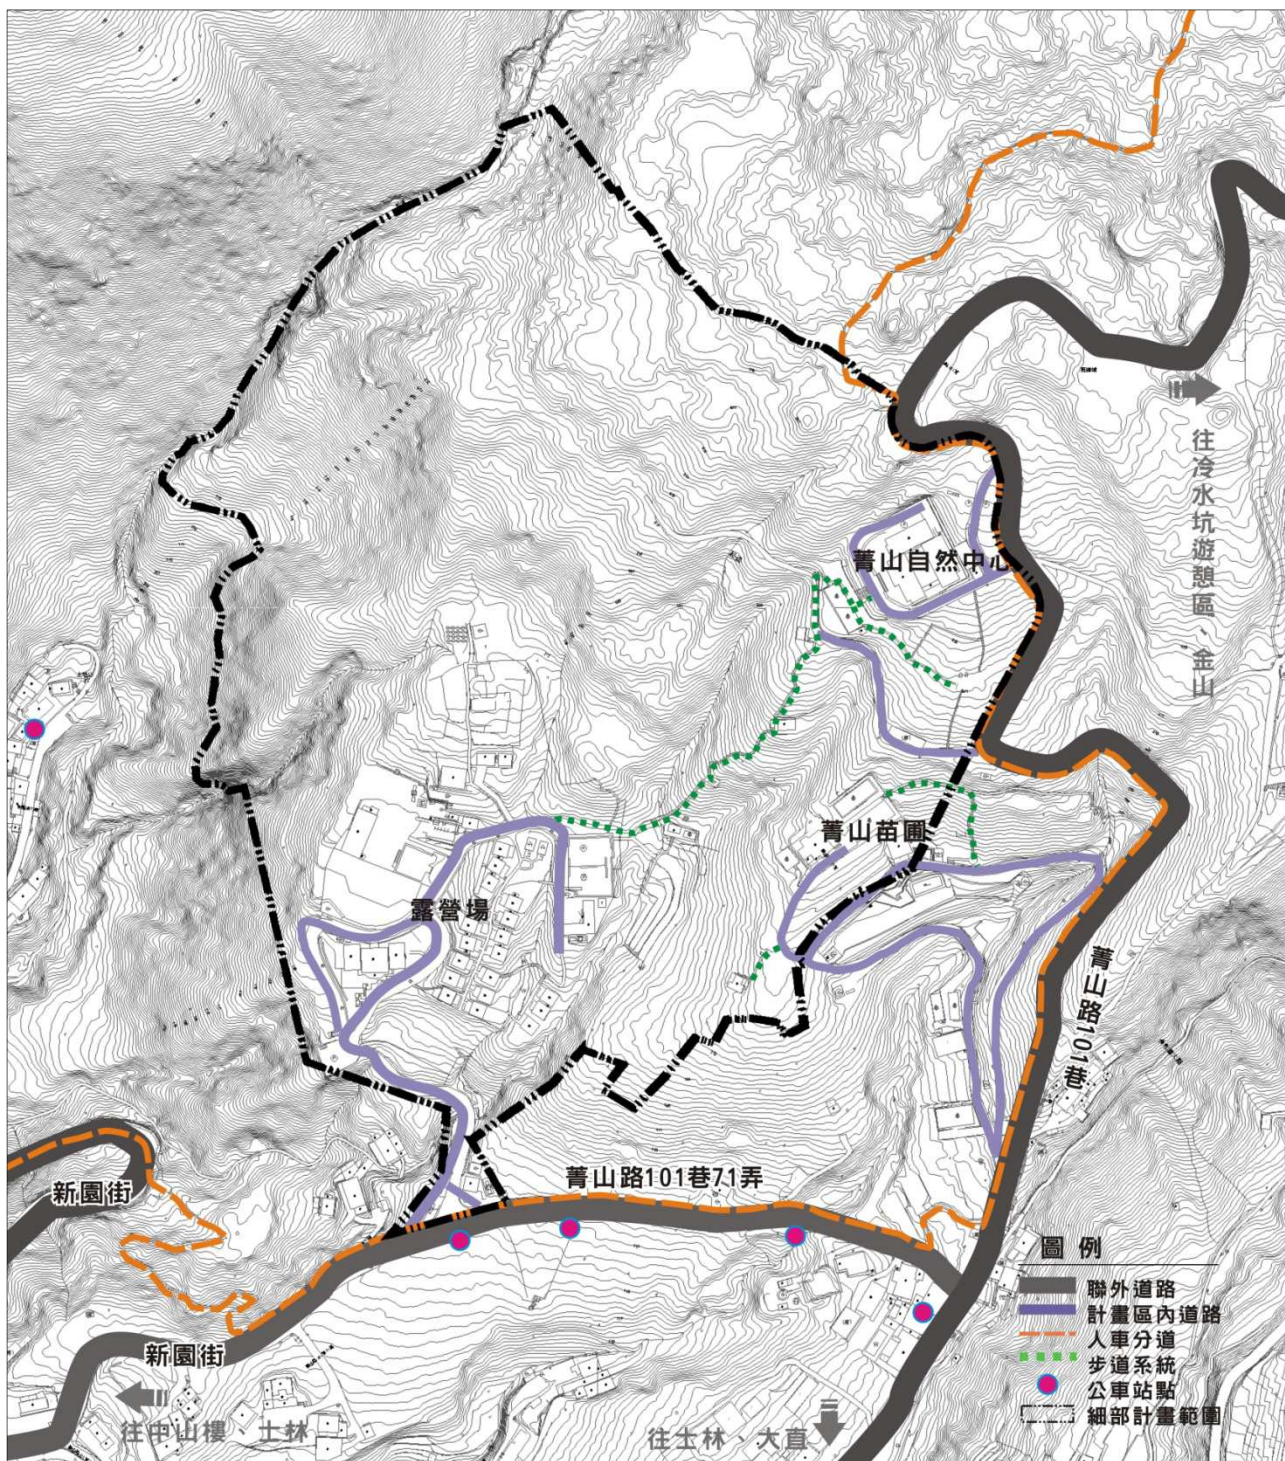 往冷水坑遊憩區、金山
菁山自然中心
菁山苗圃
露營場
菁山路101巷
菁山路101巷71弄
新園街
新園街
往中山樓、士林
往士林、大直
圖例
聯外道路
計畫區內道路
人車分道
步道系統
公車站點
細部計畫範圍